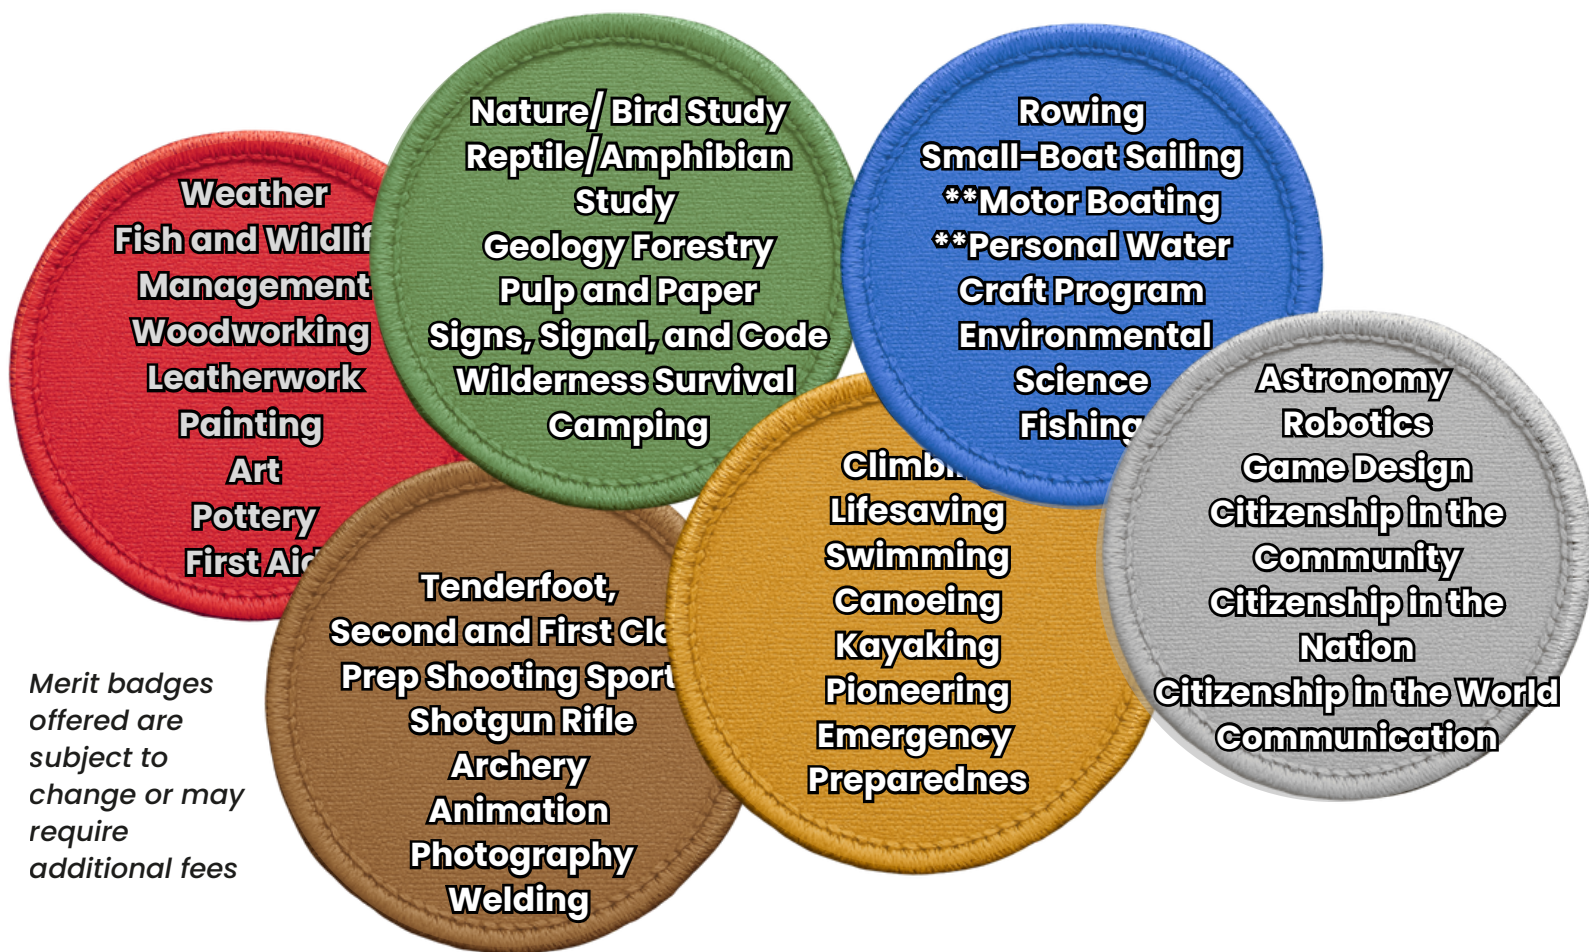 Weather
Fish and Wildlif
Management
Woodworking
Leatherwork
Painting
Art
Pottery
First Aid
Nature/ Bird Study
Reptile/Amphibian
Study
Geology Forestry
Pulp and Paper
Signs, Signal, and Code
Wilderness Survival
Camping
Rowing
Small-Boat Sailing
**Motor Boating
**Personal Water
Craft Program
Environmental
Science
Fishing
Tenderfoot,
Second and First Cla
Prep Shooting Sport
Shotgun Rifle
Archery
Animation
Photography
Welding
Climbi
Lifesaving
Swimming
Canoeing
Kayaking
Pioneering
Emergency
Preparednes
Astronomy
Robotics
Game Design
Citizenship in the
Community
Citizenship in the
Nation
Citizenship in the World
Communication
Merit badges
offered are
subject to
change or may
require
additional fees